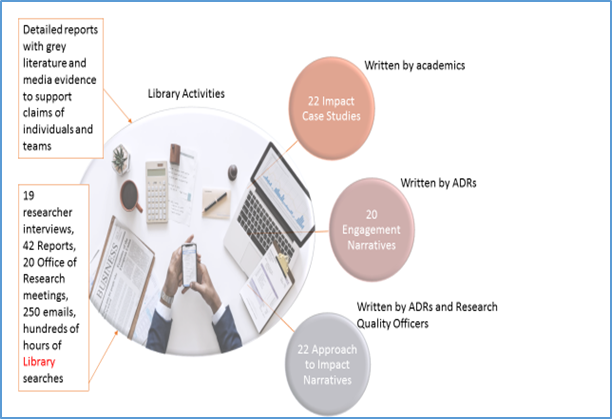 Detailed reports
with grey
literature and
media evidence
to support
claims of
individuals and
teams
Library Activities
Written by academics
22 Impact
Case Studies
Written by ADRs
20
Engagement
Narratives
19
researcher
interviews,
42 Reports,
20 Office of
Research
meetings,
250 emails,
hundreds of
hours of
Library
searches
BUSINESS
Written by ADRs and Research
Quality Officers
22 Approach
to Impact
Narratives